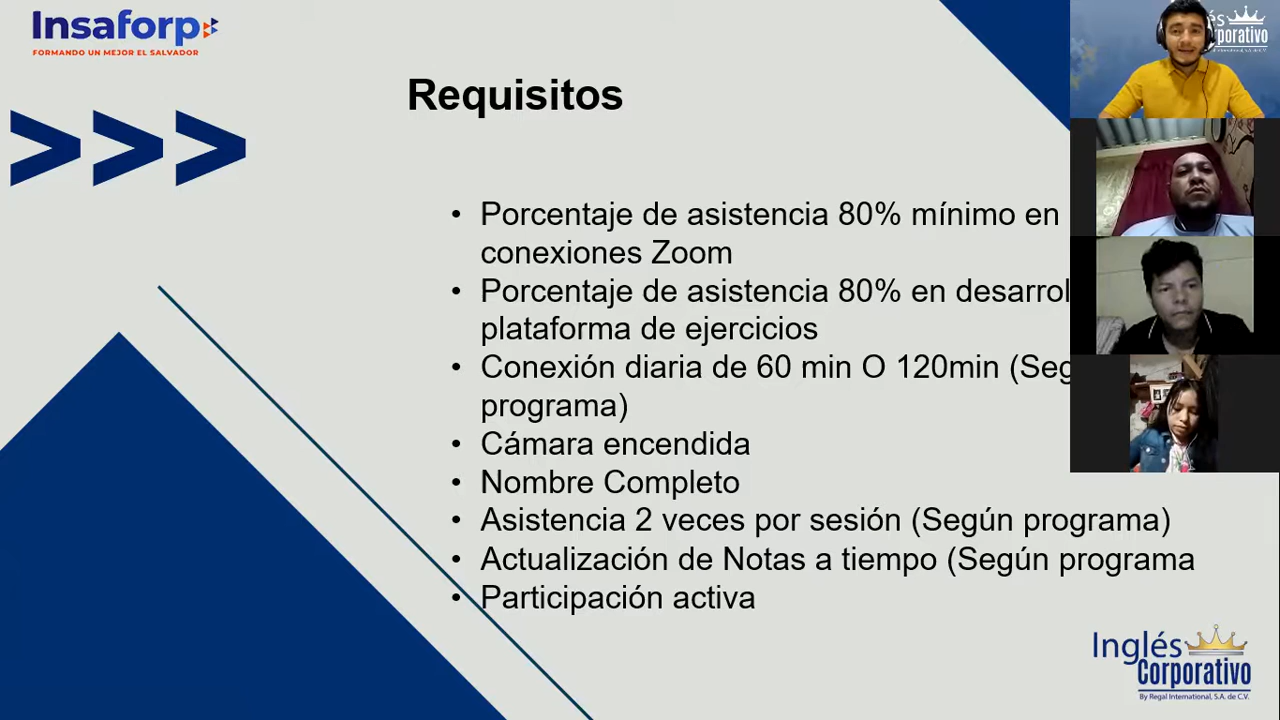 Insaforp
FORMANDO UN MEJOR EL SALVADOR
Requisitos
• Porcentaje de asistencia 80% mínimo en
conexiones Zoom
• Porcentaje de asistencia 80% en desarrol
plataforma de ejercicios
• Conexión diaria de 60 min O 120min (Seg
programa)
• Cámara encendida
• Nombre Completo
• Asistencia 2 veces por sesión (Según programa)
• Actualización de Notas a tiempo (Según programa
• Participación activa
Inglés
Corporativo
By Regal International, S.A. de C.V.